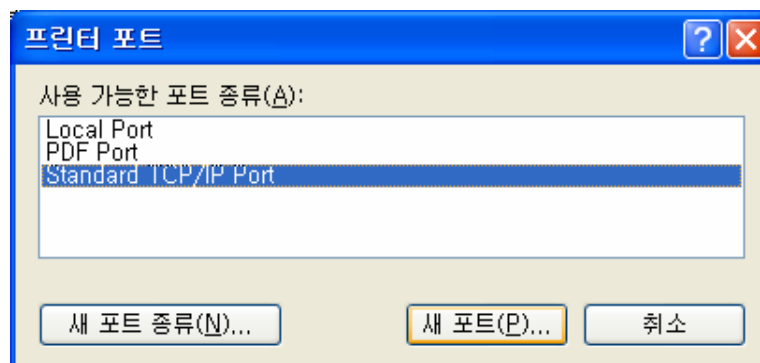 프린터 포트
사용 가능한 포트 종류(A):
Local Port
PDF Port
Standard TCP/IP Port
새 포트 종류(N)... 새 포트(P)... 취소